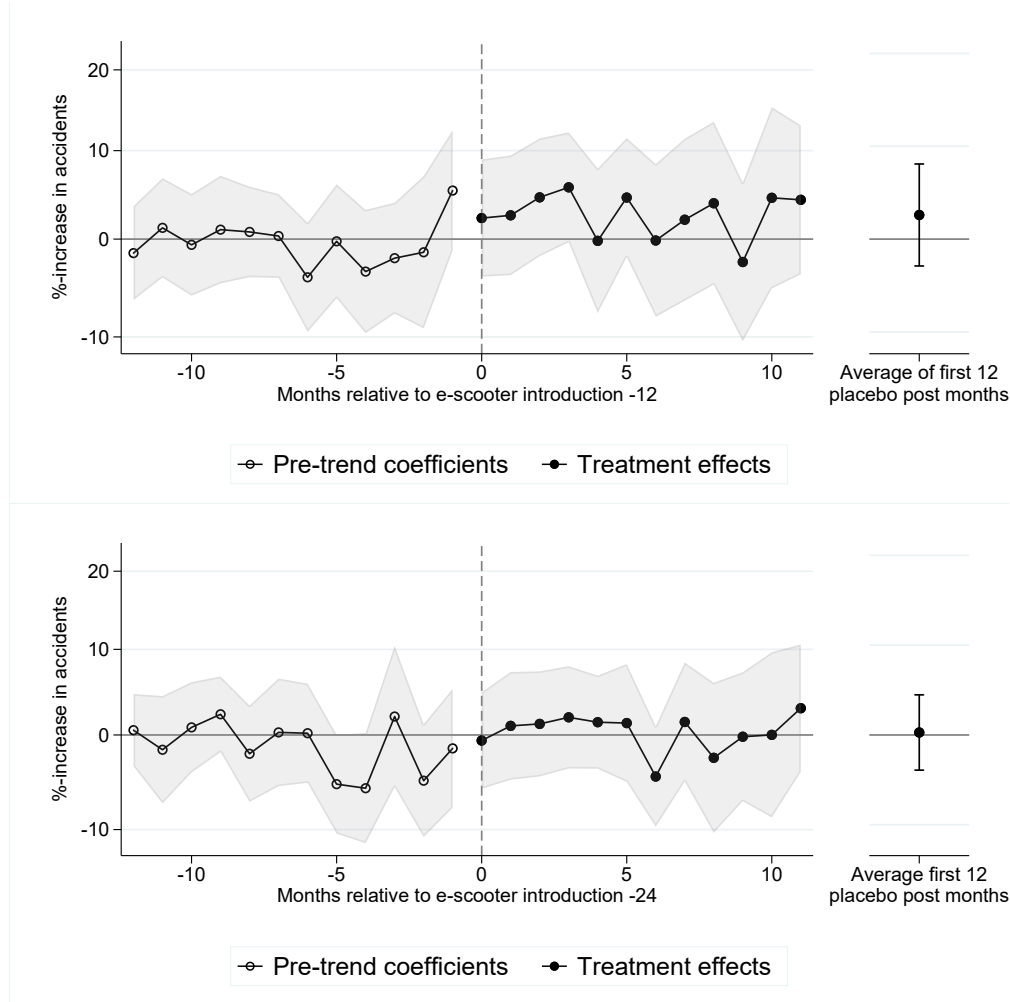 %-increase in accidents
20
10
0
-10
-10
-5
0
5
10
Months relative to e-scooter introduction -12
Average of first 12
placebo post months
Pre-trend coefficients
Treatment effects
%-increase in accidents
20
10
0
-10
-10
-5
0
5
10
Months relative to e-scooter introduction -24
Average first 12
placebo post months
Pre-trend coefficients
Treatment effects